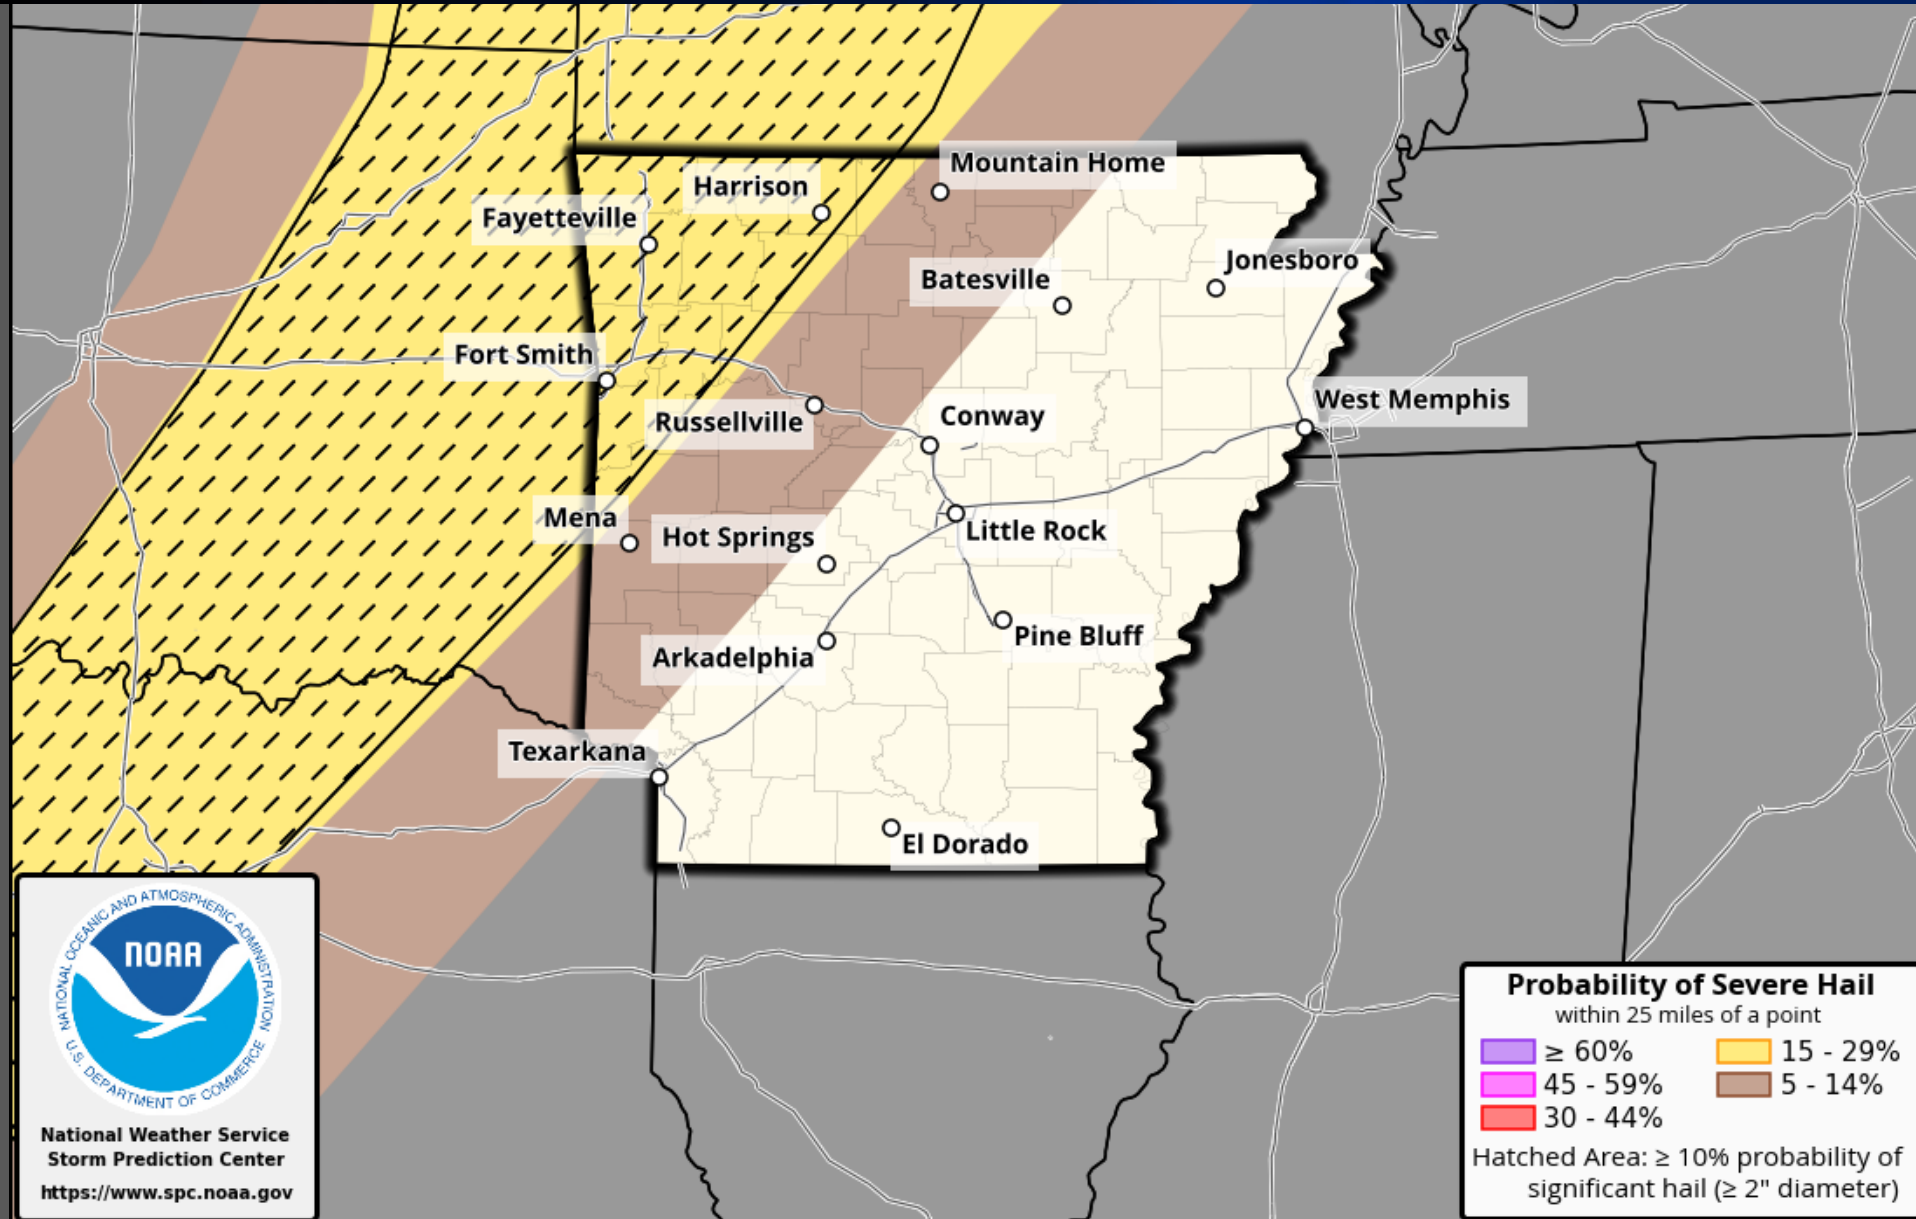 Mountain Home
Harrison
Fayetteville
Jonesboro
Batesville
Fort Smith
West Memphis
Conway
Russellville
Mena
Hot Springs
Little Rock
Pine Bluff
Arkadelphia
Texarkana
El Dorado
NATIONAL OCEANIC AND ATMOSPHERIC ADMINISTRATION
NOAA
U.S. DEPARTMENT OF COMMERCE
National Weather Service
Storm Prediction Center
https://www.spc.noaa.gov
Probability of Severe Hail
within 25 miles of a point
≥ 60% 15 - 29%
45 - 59% 5 - 14%
30 - 44%
Hatched Area: ≥ 10% probability of
significant hail (≥ 2" diameter)